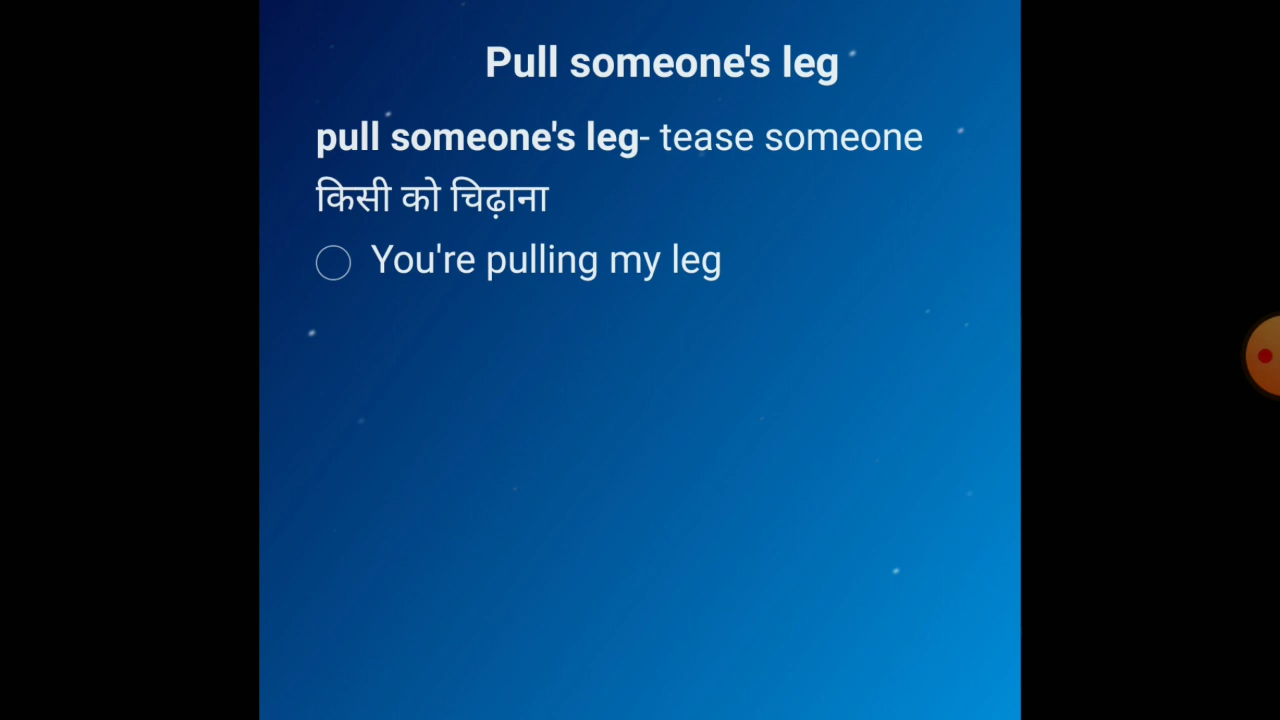 Pull someone's leg
pull someone's leg- tease someone
किसी को चिढ़ाना
You're pulling my leg